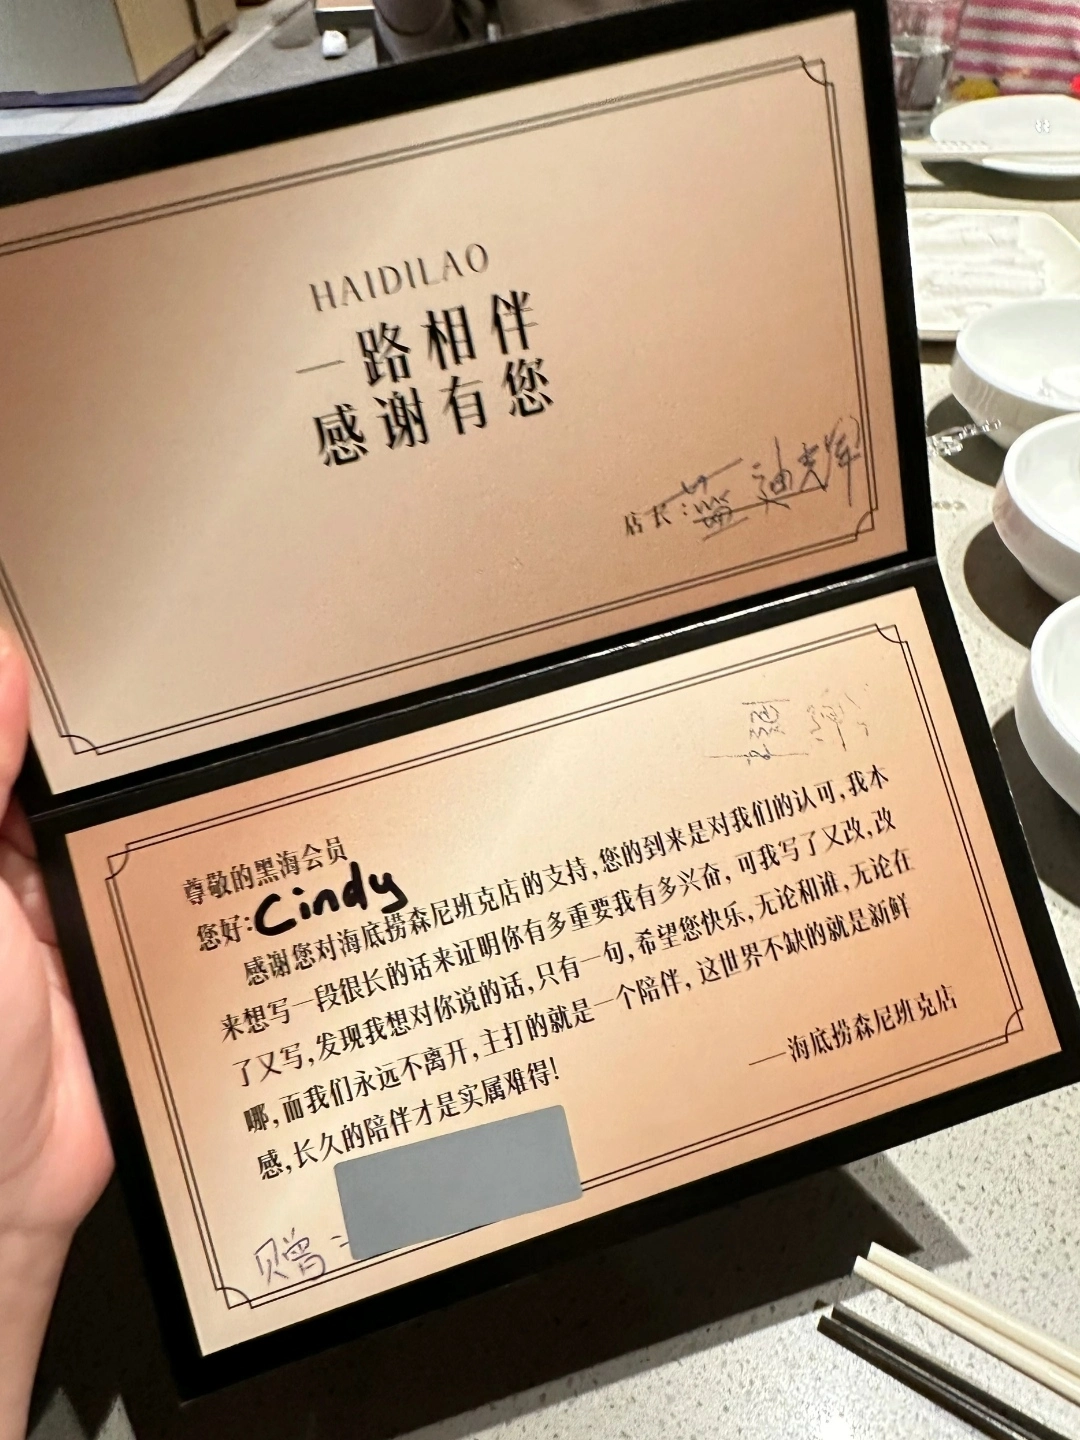 HAIDILAO
一路相伴
感谢有您
店长:蓝迪光辉
尊敬的黑海会员
您好:Cindy
感谢您对海底捞森尼班克店的支持,您的到来是对我们的认可,我本
来想写一段很长的话来证明你有多重要我有多兴奋,可我写了又改,改
了又写,发现我想对你说的话,只有一句,希望您快乐,无论和谁,无论在
哪,而我们永远不离开,主打的就是一个陪伴,这世界不缺的就是新鲜
感,长久的陪伴才是实属难得!
——海底捞森尼班克店
赠: